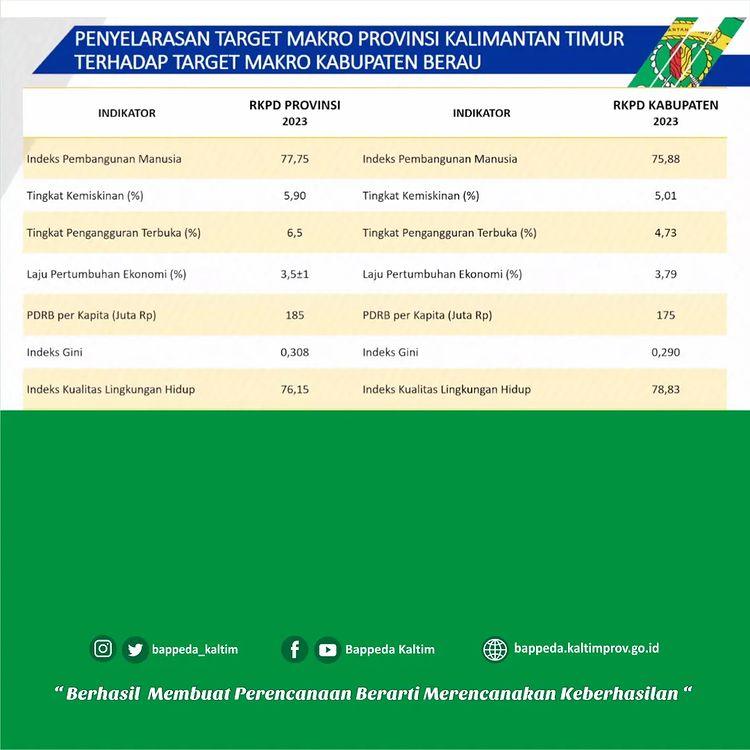 PENYELARASAN TARGET MAKRO PROVINSI KALIMANTAN TIMUR
TERHADAP TARGET MAKRO KABUPATEN BERAU
INDIKATOR RKPD PROVINSI 2023 INDIKATOR RKPD KABUPATEN 2023
Indeks Pembangunan Manusia 77,75 Indeks Pembangunan Manusia 75,88
Tingkat Kemiskinan (%) 5,90 Tingkat Kemiskinan (%) 5,01
Tingkat Pengangguran Terbuka (%) 6,5 Tingkat Pengangguran Terbuka (%) 4,73
Laju Pertumbuhan Ekonomi (%) 3,5±1 Laju Pertumbuhan Ekonomi (%) 3,79
PDRB per Kapita (Juta Rp) 185 PDRB per Kapita (Juta Rp) 175
Indeks Gini 0,308 Indeks Gini 0,290
Indeks Kualitas Lingkungan Hidup 76,15 Indeks Kualitas Lingkungan Hidup 78,83
bappeda_kaltim Bappeda Kaltim bappeda.kaltimprov.go.id
“ Berhasil Membuat Perencanaan Berarti Merencanakan Keberhasilan “